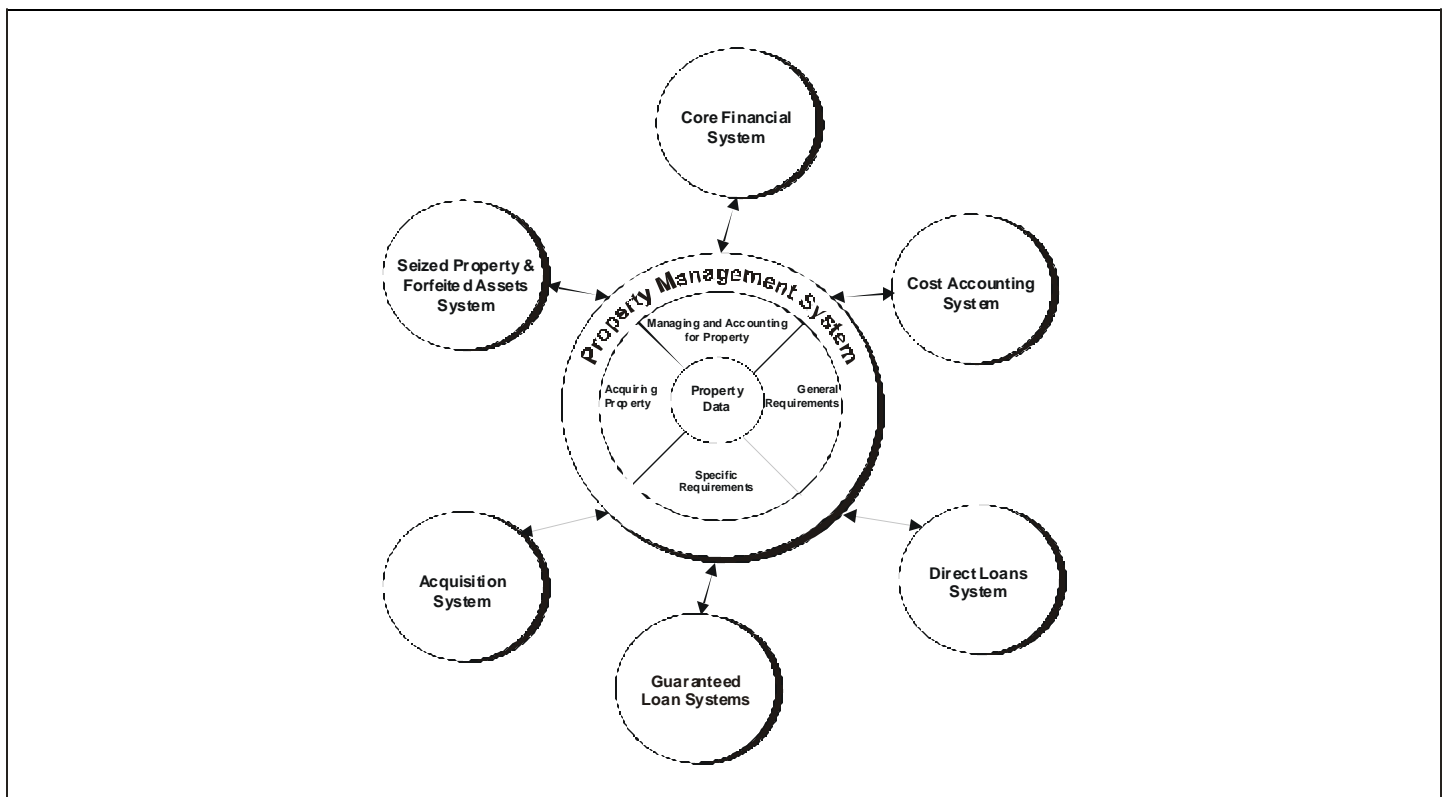 Core Financial
System
Seized Property &
Forfeited Assets
System
Cost Accounting
System
Property Management System
Managing and Accounting
for Property
Acquiring
Property
Property
Data
General
Requirements
Specific
Requirements
Acquisition
System
Direct Loans
System
Guaranteed
Loan Systems